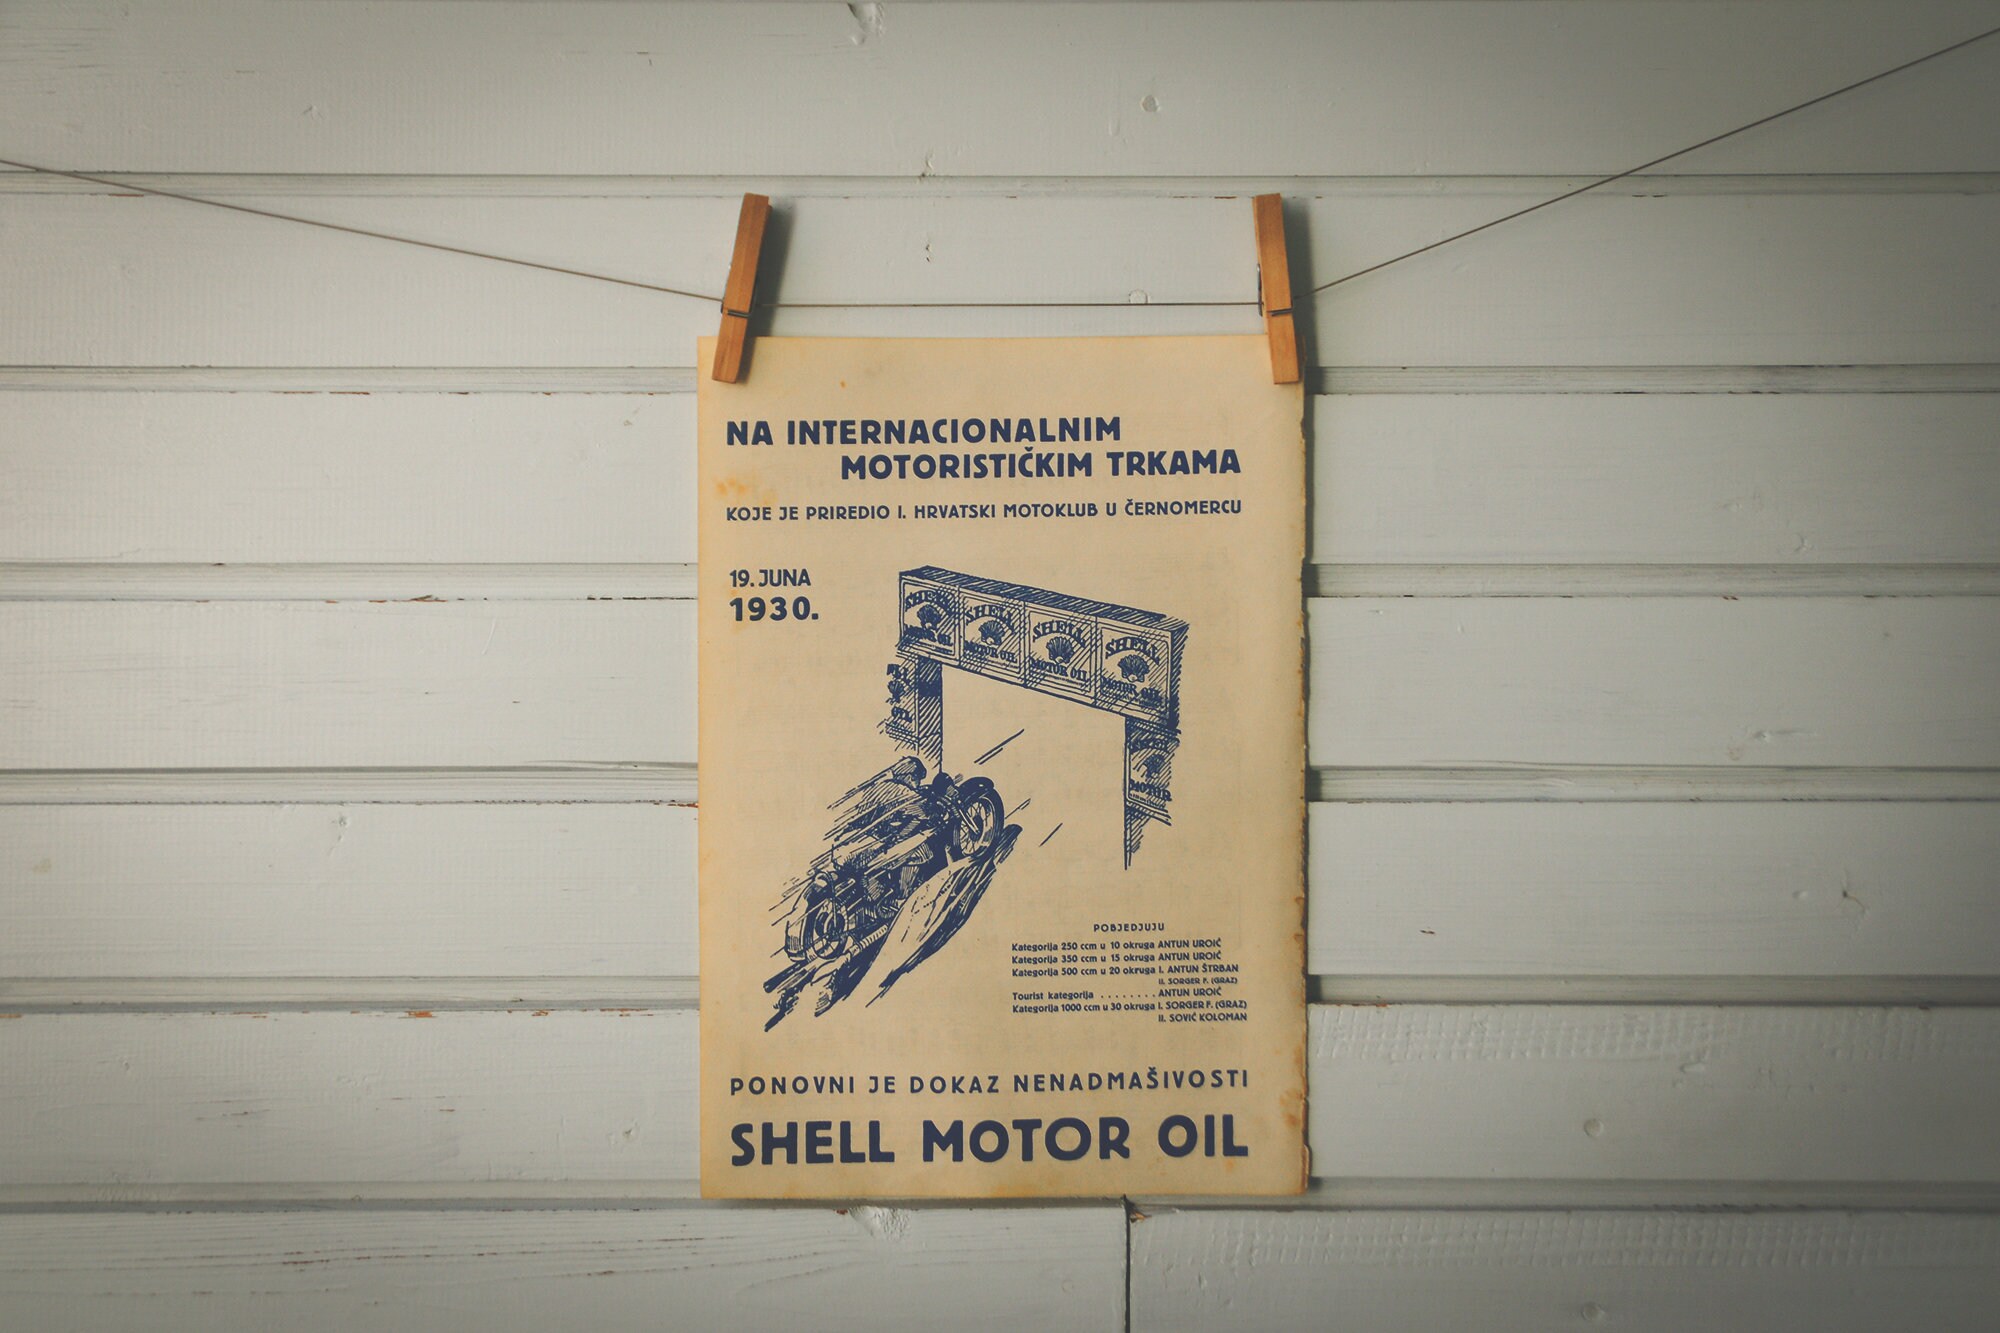 NA INTERNACIONALNIM
MOTORISTIČKIM TRKAMA
KOJE JE PRIREDIO I. HRVATSKI MOTOKLUB U ČERNOMERCU
19. JUNA
1930.
SHELL SHELL SHELL SHELL
MOTOR OIL MOTOR OIL MOTOR OIL MOTOR OIL
OIL
MOTOR
POBJEDJUJU
Kategorija 250 ccm u 10 okruga ANTUN UROIĆ
Kategorija 350 ccm u 15 okruga ANTUN UROIĆ
Kategorija 500 ccm u 20 okruga I. ANTUN ŠTRBAN
II. SORGER F. (GRAZ)
Tourist kategorija . . . . . . . . ANTUN UROIĆ
Kategorija 1000 ccm u 30 okruga I. SORGER F. (GRAZ)
II. SOVIĆ KOLOMAN
PONOVNI JE DOKAZ NENADMAŠIVOSTI
SHELL MOTOR OIL